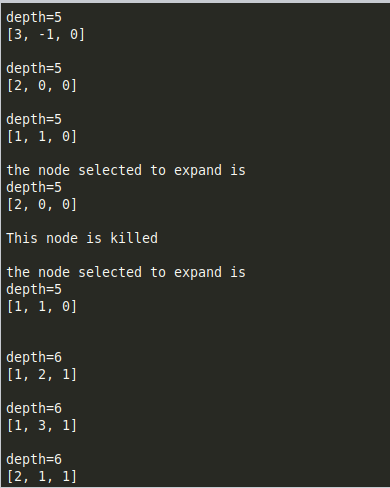 depth=5
[3, -1, 0]
depth=5
[2, 0, 0]
depth=5
[1, 1, 0]
the node selected to expand is
depth=5
[2, 0, 0]
This node is killed
the node selected to expand is
depth=5
[1, 1, 0]
depth=6
[1, 2, 1]
depth=6
[1, 3, 1]
depth=6
[2, 1, 1]